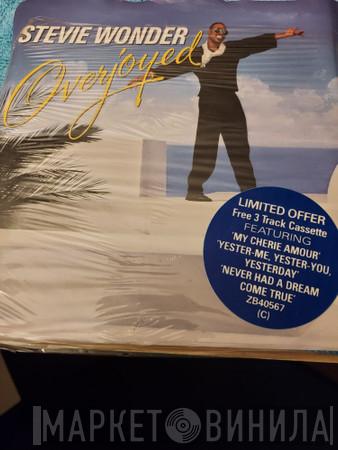 STEVIE WONDER
Overjoyed
LIMITED OFFER
Free 3 Track Cassette
FEATURING
'MY CHERIE AMOUR'
'YESTER-ME, YESTER-YOU,
YESTERDAY'
'NEVER HAD A DREAM
COME TRUE'
ZB40567
(C)
МАРКЕТ ВИНИЛА